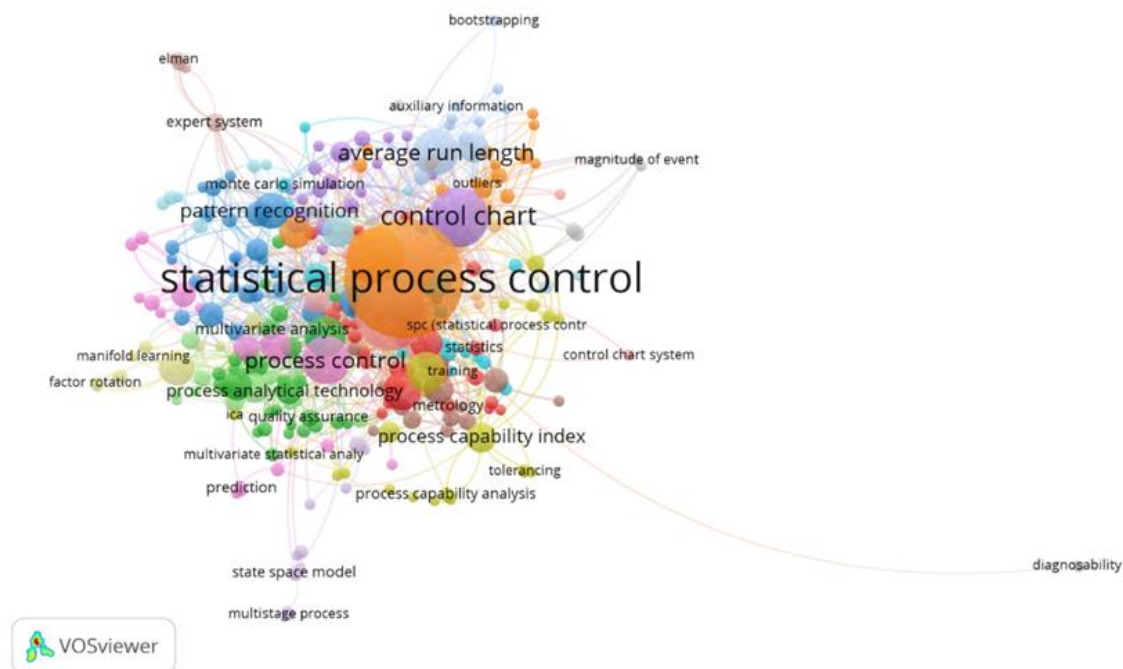 bootstrapping
elman
auxiliary information
expert system
average run length
magnitude of event
monte carlo simulation
outliers
pattern recognition
control chart
statistical process control
spc (statistical process contr
multivariate analysis
statistics
manifold learning
process control
control chart system
training
factor rotation
process analytical technology
metrology
ica
quality assurance
process capability index
multivariate statistical analy
tolerancing
prediction
process capability analysis
diagnosability
state space model
multistage process
VOSviewer